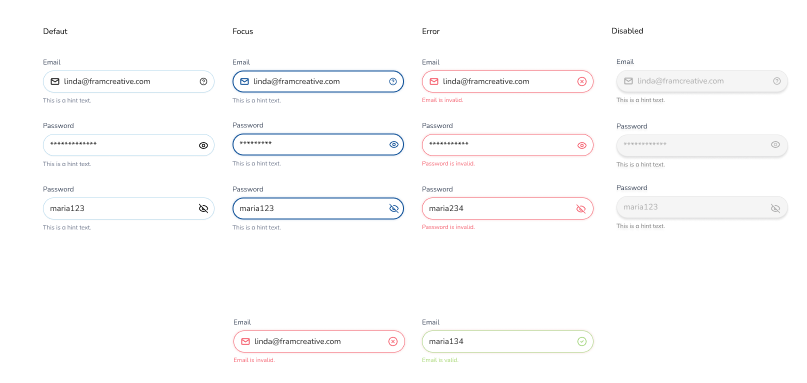 Defaut
Focus
Error
Disabled
Email
Email
Email
Email
linda@framcreative.com
linda@framcreative.com
linda@framcreative.com
linda@framcreative.com
This is a hint text.
This is a hint text.
Email is invalid.
This is a hint text.
Password
Password
Password
Password
*************
*********
***********
************
This is a hint text.
This is a hint text.
Password is invalid.
This is a hint text.
Password
Password
Password
Password
maria123
maria123
maria234
maria123
This is a hint text.
This is a hint text.
Password is invalid.
This is a hint text.
Email
Email
linda@framcreative.com
maria134
Email is invalid.
Email is valid.